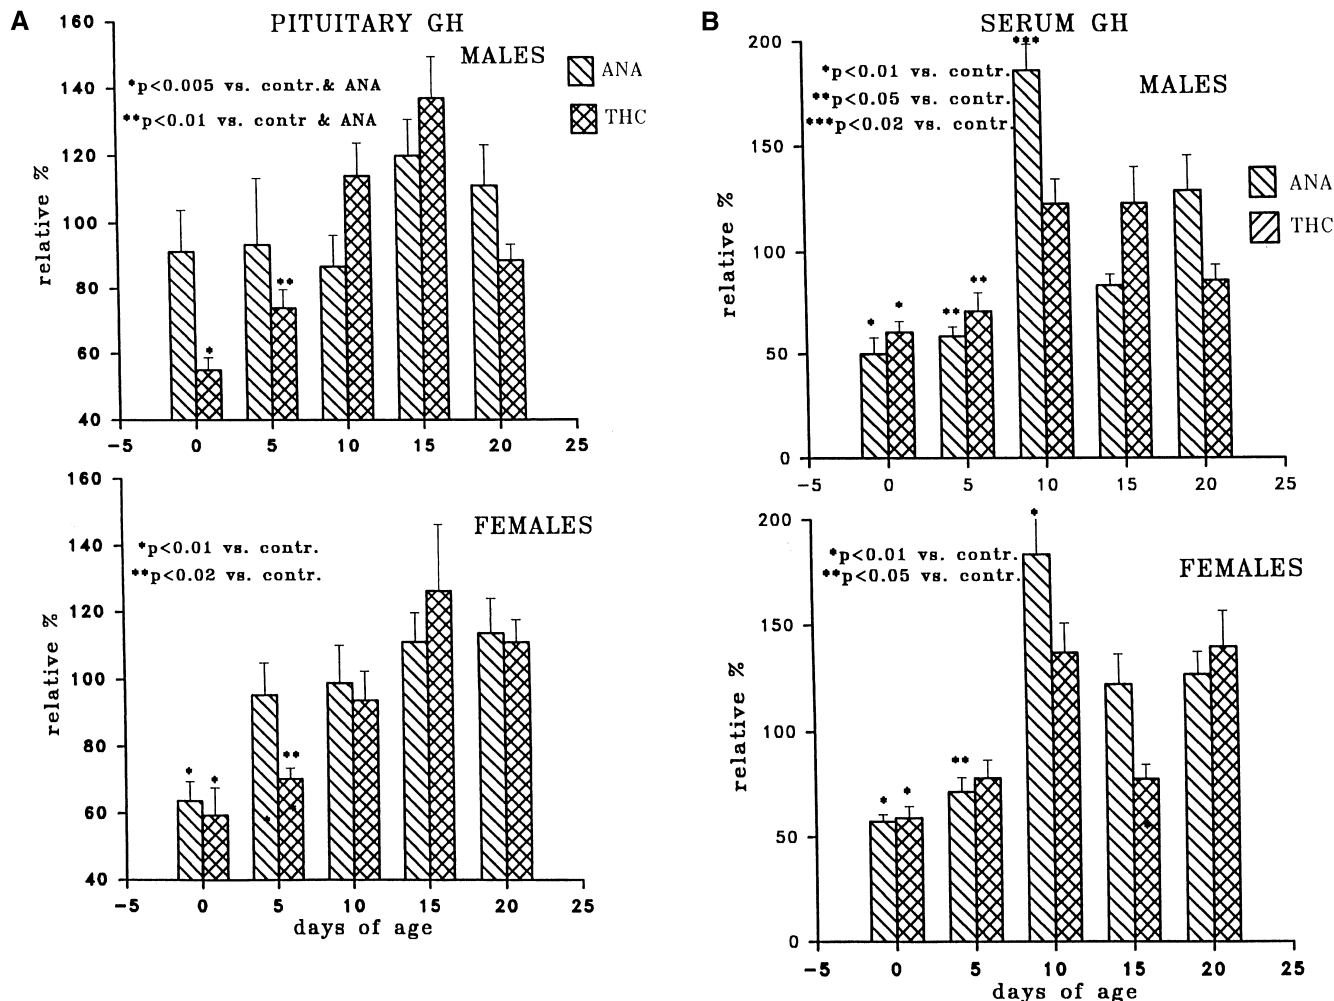 A
PITUITARY GH
MALES
ANA
THC
*p<0.005 vs. contr.& ANA
**p<0.01 vs. contr & ANA
relative %
160
140
120
100
80
60
40
*
**
-5 0 5 10 15 20 25
FEMALES
*p<0.01 vs. contr.
**p<0.02 vs. contr.
relative %
160
140
120
100
80
60
40
* *
**
-5 0 5 10 15 20 25
days of age
B
SERUM GH
MALES
ANA
THC
*p<0.01 vs. contr.
**p<0.05 vs. contr.
***p<0.02 vs. contr.
relative %
200
150
100
50
0
* *
** **
***
-5 0 5 10 15 20 25
FEMALES
*p<0.01 vs. contr.
**p<0.05 vs. contr.
relative %
200
150
100
50
0
* *
**
*
-5 0 5 10 15 20 25
days of age